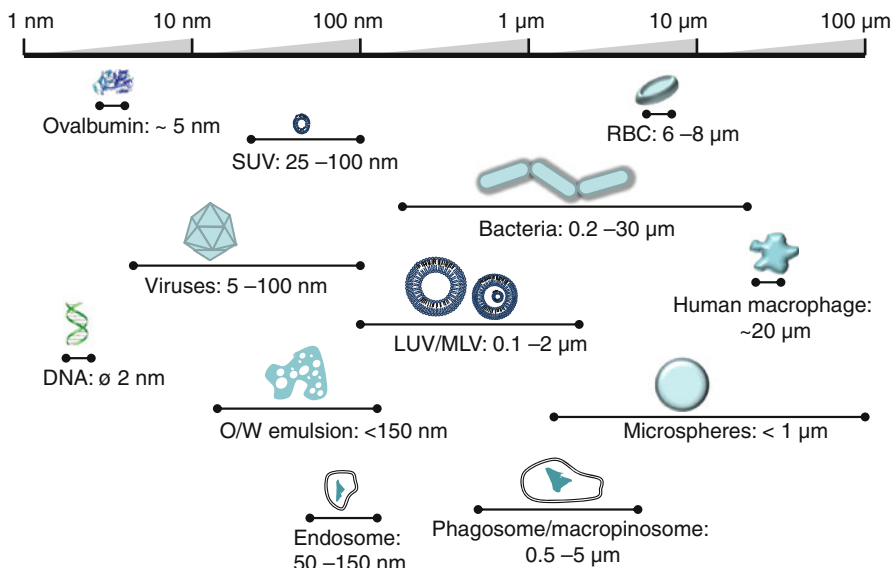 1 nm 10 nm 100 nm 1 µm 10 µm 100 µm
Ovalbumin: ~ 5 nm
RBC: 6 –8 µm
SUV: 25 –100 nm
Bacteria: 0.2 –30 µm
Viruses: 5 –100 nm
Human macrophage:
~20 µm
LUV/MLV: 0.1 –2 µm
DNA: ø 2 nm
O/W emulsion: <150 nm
Microspheres: < 1 µm
Endosome:
50 –150 nm
Phagosome/macropinosome:
0.5 –5 µm